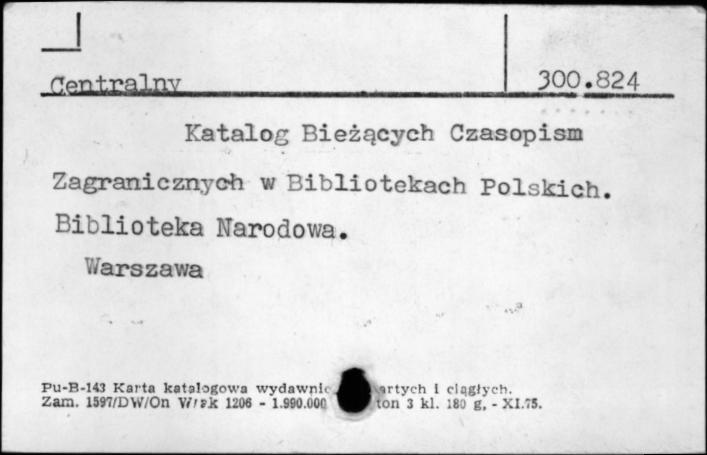 Centralny 300.824
Katalog Bieżących Czasopism
Zagranicznych w Bibliotekach Polskich.
Biblioteka Narodowa.
Warszawa
Pu-B-143 Karta katalogowa wydawnic artych i ciągłych.
Zam. 1597/DW/On 1206 - 1.990.000 ton 3 kl. 180 g, - XI.75.